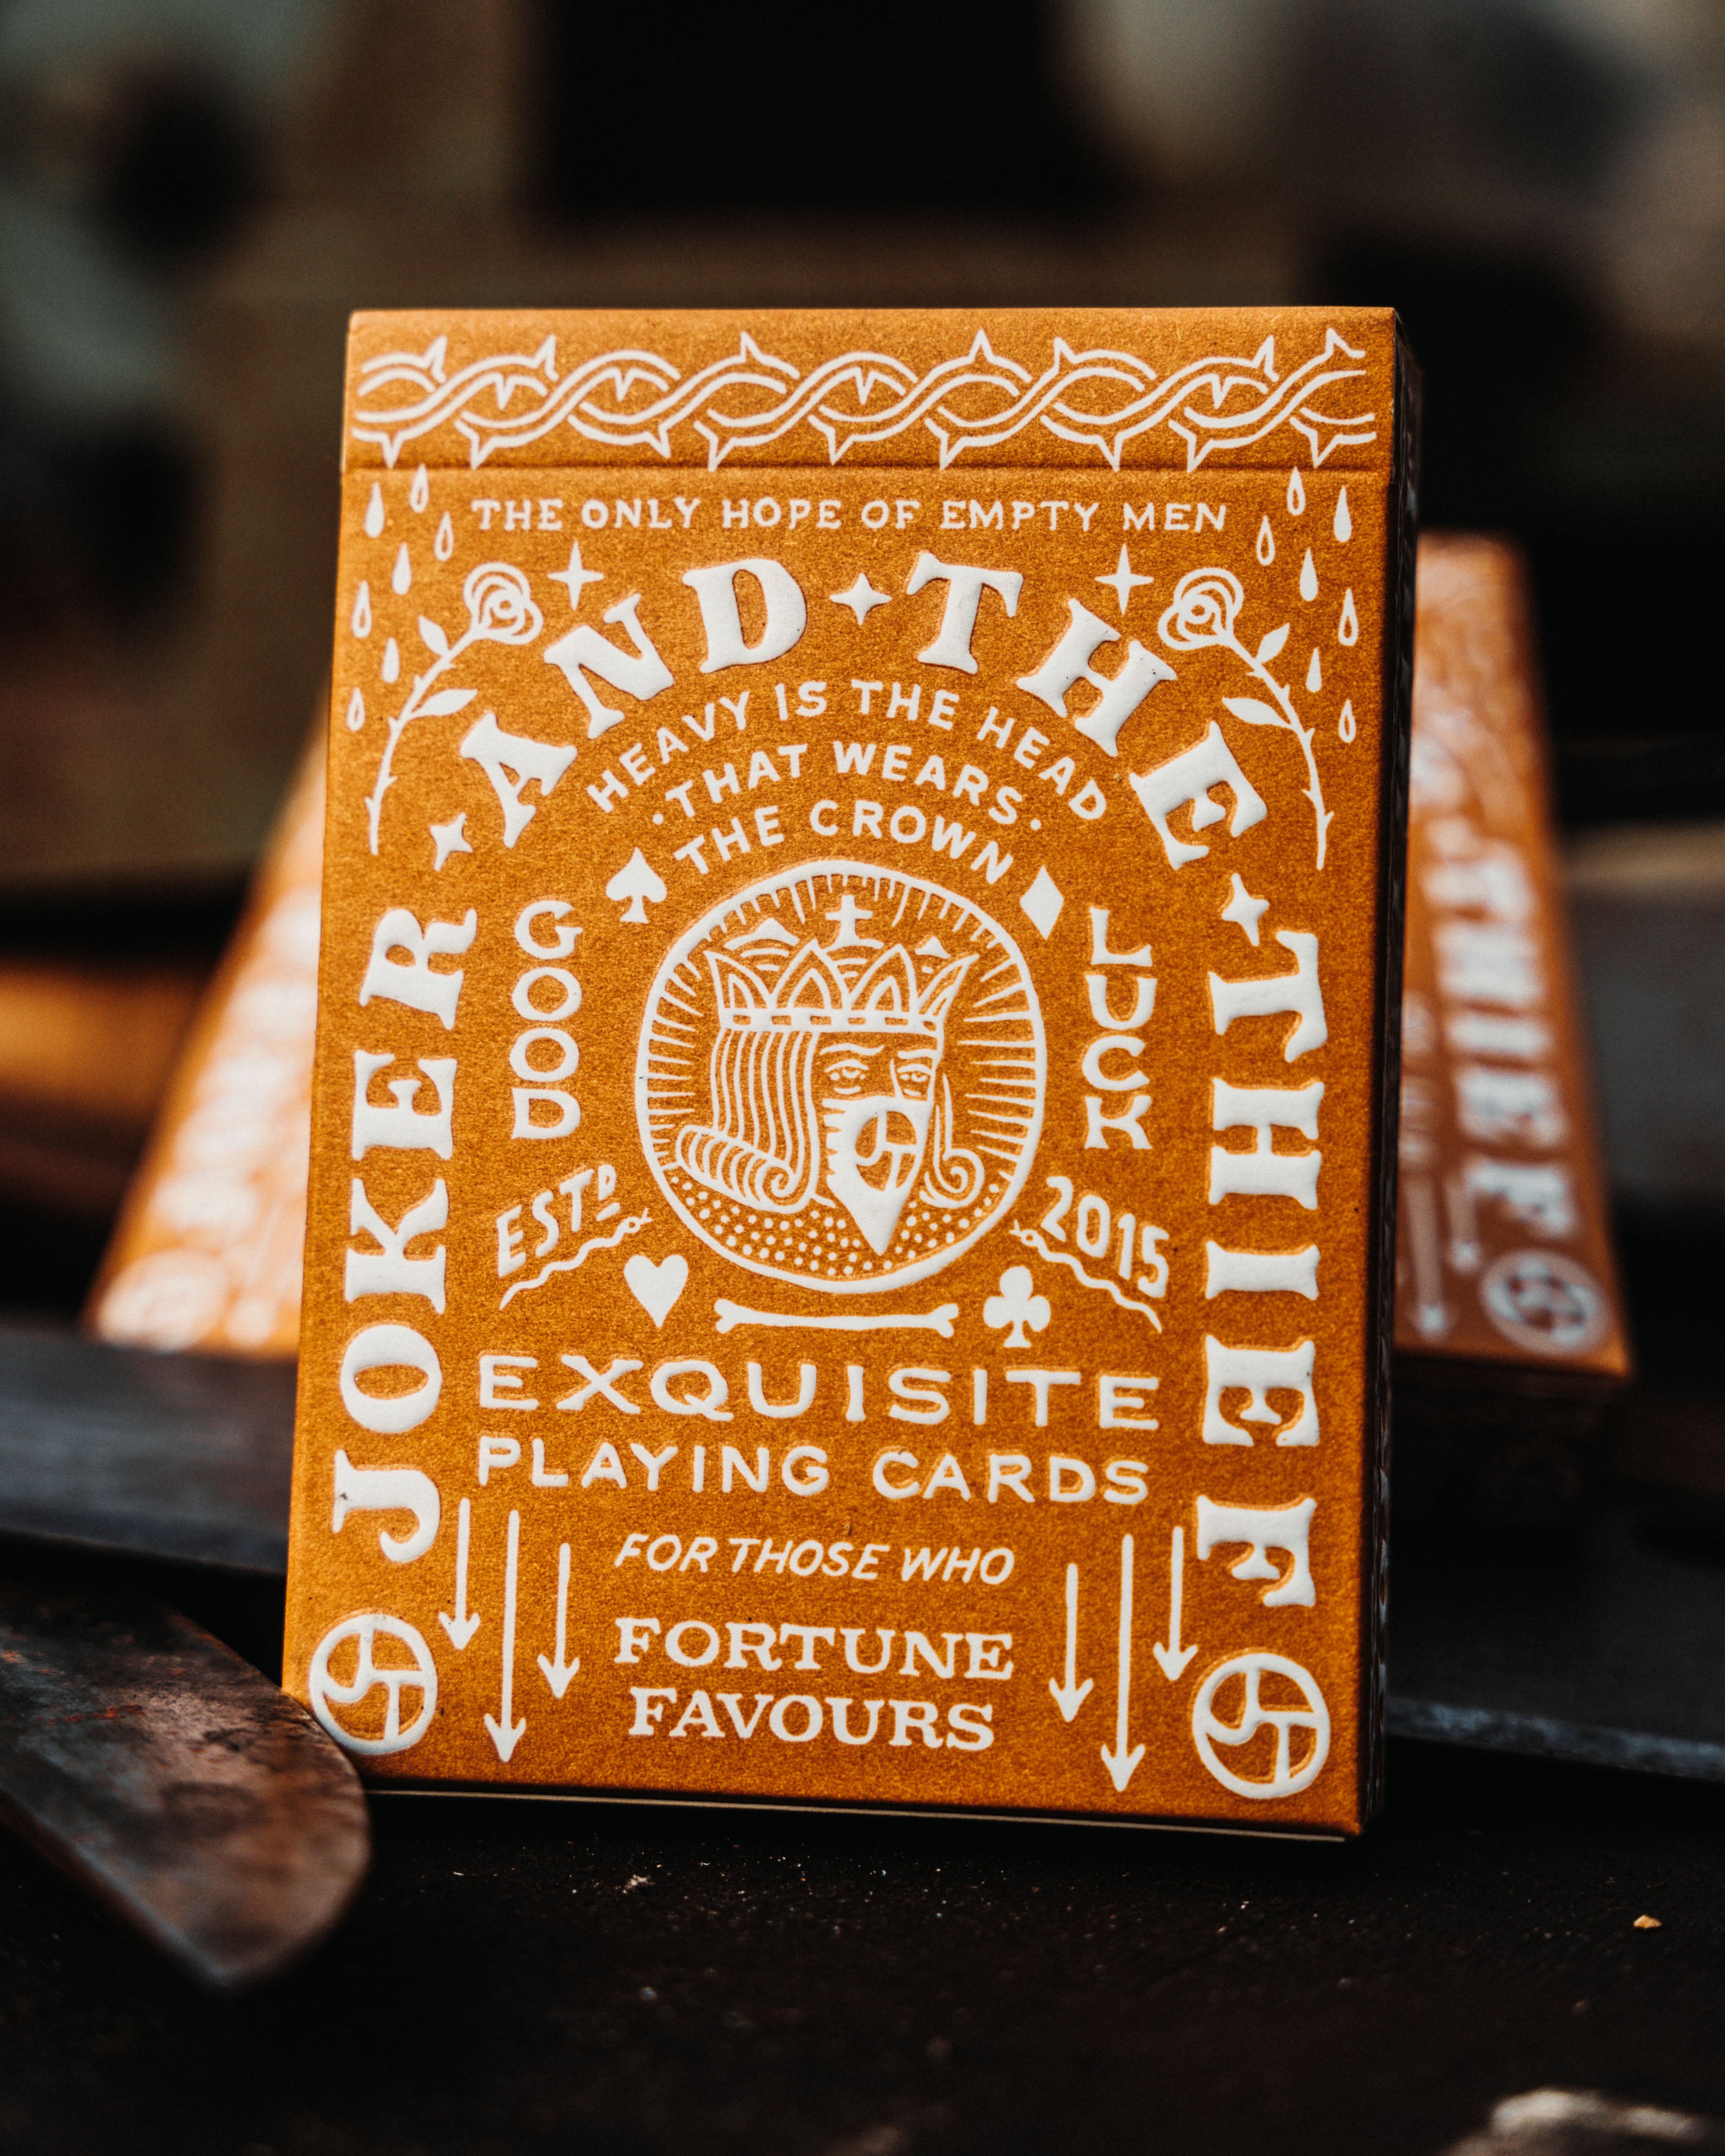 THE ONLY HOPE OF EMPTY MEN
JOKER AND THE THIEF
HEAVY IS THE HEAD
THAT WEARS
THE CROWN
GOOD
LUCK
ESTD
2015
EXQUISITE
PLAYING CARDS
FOR THOSE WHO
FORTUNE
FAVOURS
THIEF